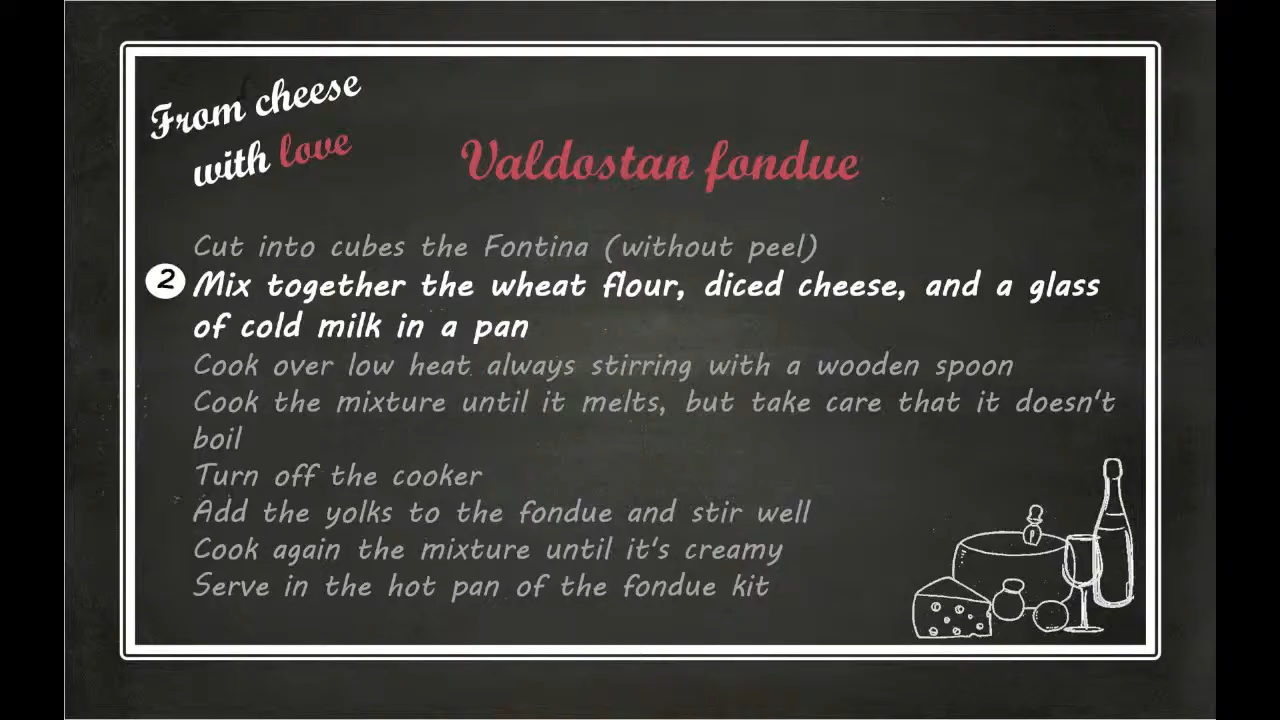 From cheese
with love
Valdostan fondue
Cut into cubes the Fontina (without peel)
2 Mix together the wheat flour, diced cheese, and a glass
of cold milk in a pan
Cook over low heat always stirring with a wooden spoon
Cook the mixture until it melts, but take care that it doesn't
boil
Turn off the cooker
Add the yolks to the fondue and stir well
Cook again the mixture until it's creamy
Serve in the hot pan of the fondue kit